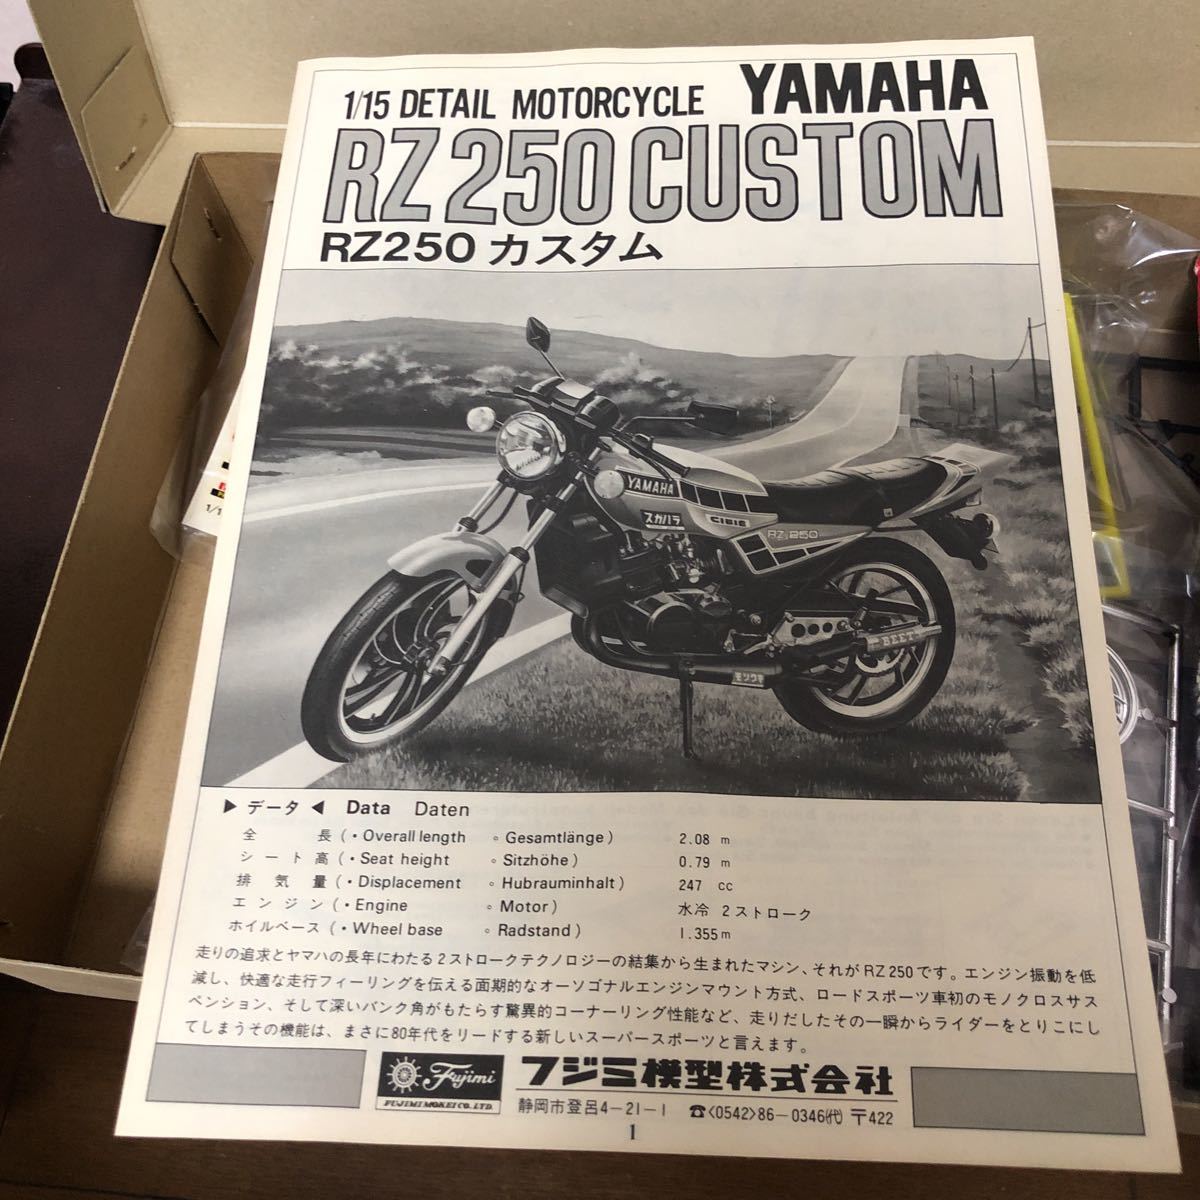 1/15 DETAIL MOTORCYCLE YAMAHA
RZ250 CUSTOM
RZ250 カスタム
YAMAHA
スガハラ
CIBIE
RZ 250
BEET
モリワキ
1/1
▶ データ ◀ Data Daten
全長 (・Overall length ◦ Gesamtlänge) 2.08 m
シート高 (・Seat height ◦ Sitzhöhe) 0.79 m
排気量 (・Displacement ◦ Hubrauminhalt) 247 cc
エンジン (・Engine ◦ Motor) 水冷 2ストローク
ホイルベース (・Wheel base ◦ Radstand) 1.355m
走りの追求とヤマハの長年にわたる2ストロークテクノロジーの結集から生まれたマシン、それがRZ250です。エンジン振動を低
減し、快適な走行フィーリングを伝える面期的なオーソゴナルエンジンマウント方式、ロードスポーツ車初のモノクロスサス
ペンション、そして深いバンク角がもたらす驚異的コーナーリング性能など、走りだしたその一瞬からライダーをとりこにし
てしまうその機能は、まさに80年代をリードする新しいスーパースポーツと言えます。
Fujimi
FUJIMI MOKEI CO., LTD.
フジミ模型株式会社
静岡市登呂4-21-1 ☎<0542>86-0346(代) 〒422
1